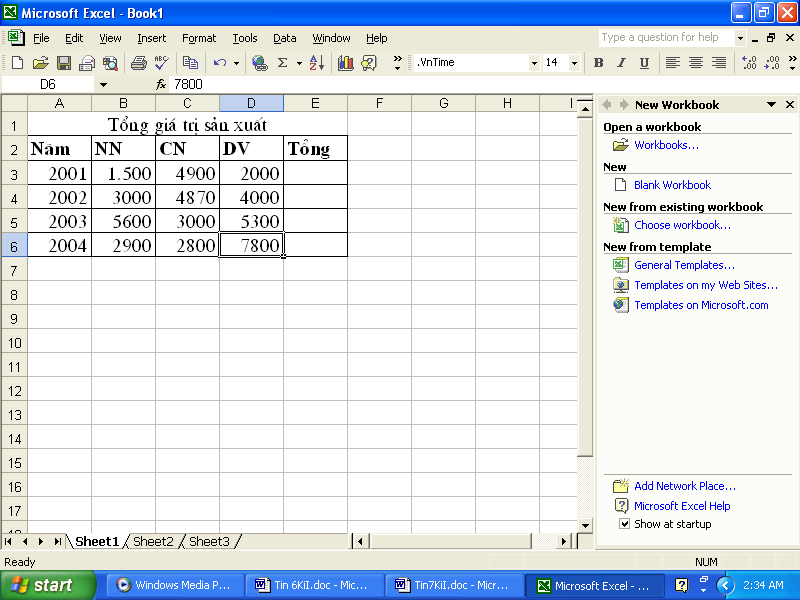 Microsoft Excel - Book1
File Edit View Insert Format Tools Data Window Help
Type a question for help
.VnTime 14 B I U
D6 fx 7800
A B C D E F G H I
1 Tổng giá trị sản xuất
2 Năm NN CN DV Tổng
3 2001 1.500 4900 2000
4 2002 3000 4870 4000
5 2003 5600 3000 5300
6 2004 2900 2800 7800
7
8
9
10
11
12
13
14
15
16
17
New Workbook
Open a workbook
Workbooks...
New
Blank Workbook
New from existing workbook
Choose workbook...
New from template
General Templates...
Templates on my Web Sites...
Templates on Microsoft.com
Add Network Place...
Microsoft Excel Help
Show at startup
Sheet1 Sheet2 Sheet3
Ready NUM
start Windows Media P... Tin 6KiI.doc - Mic... Tin7KiI.doc - Micr... Microsoft Excel - ... 2:34 AM